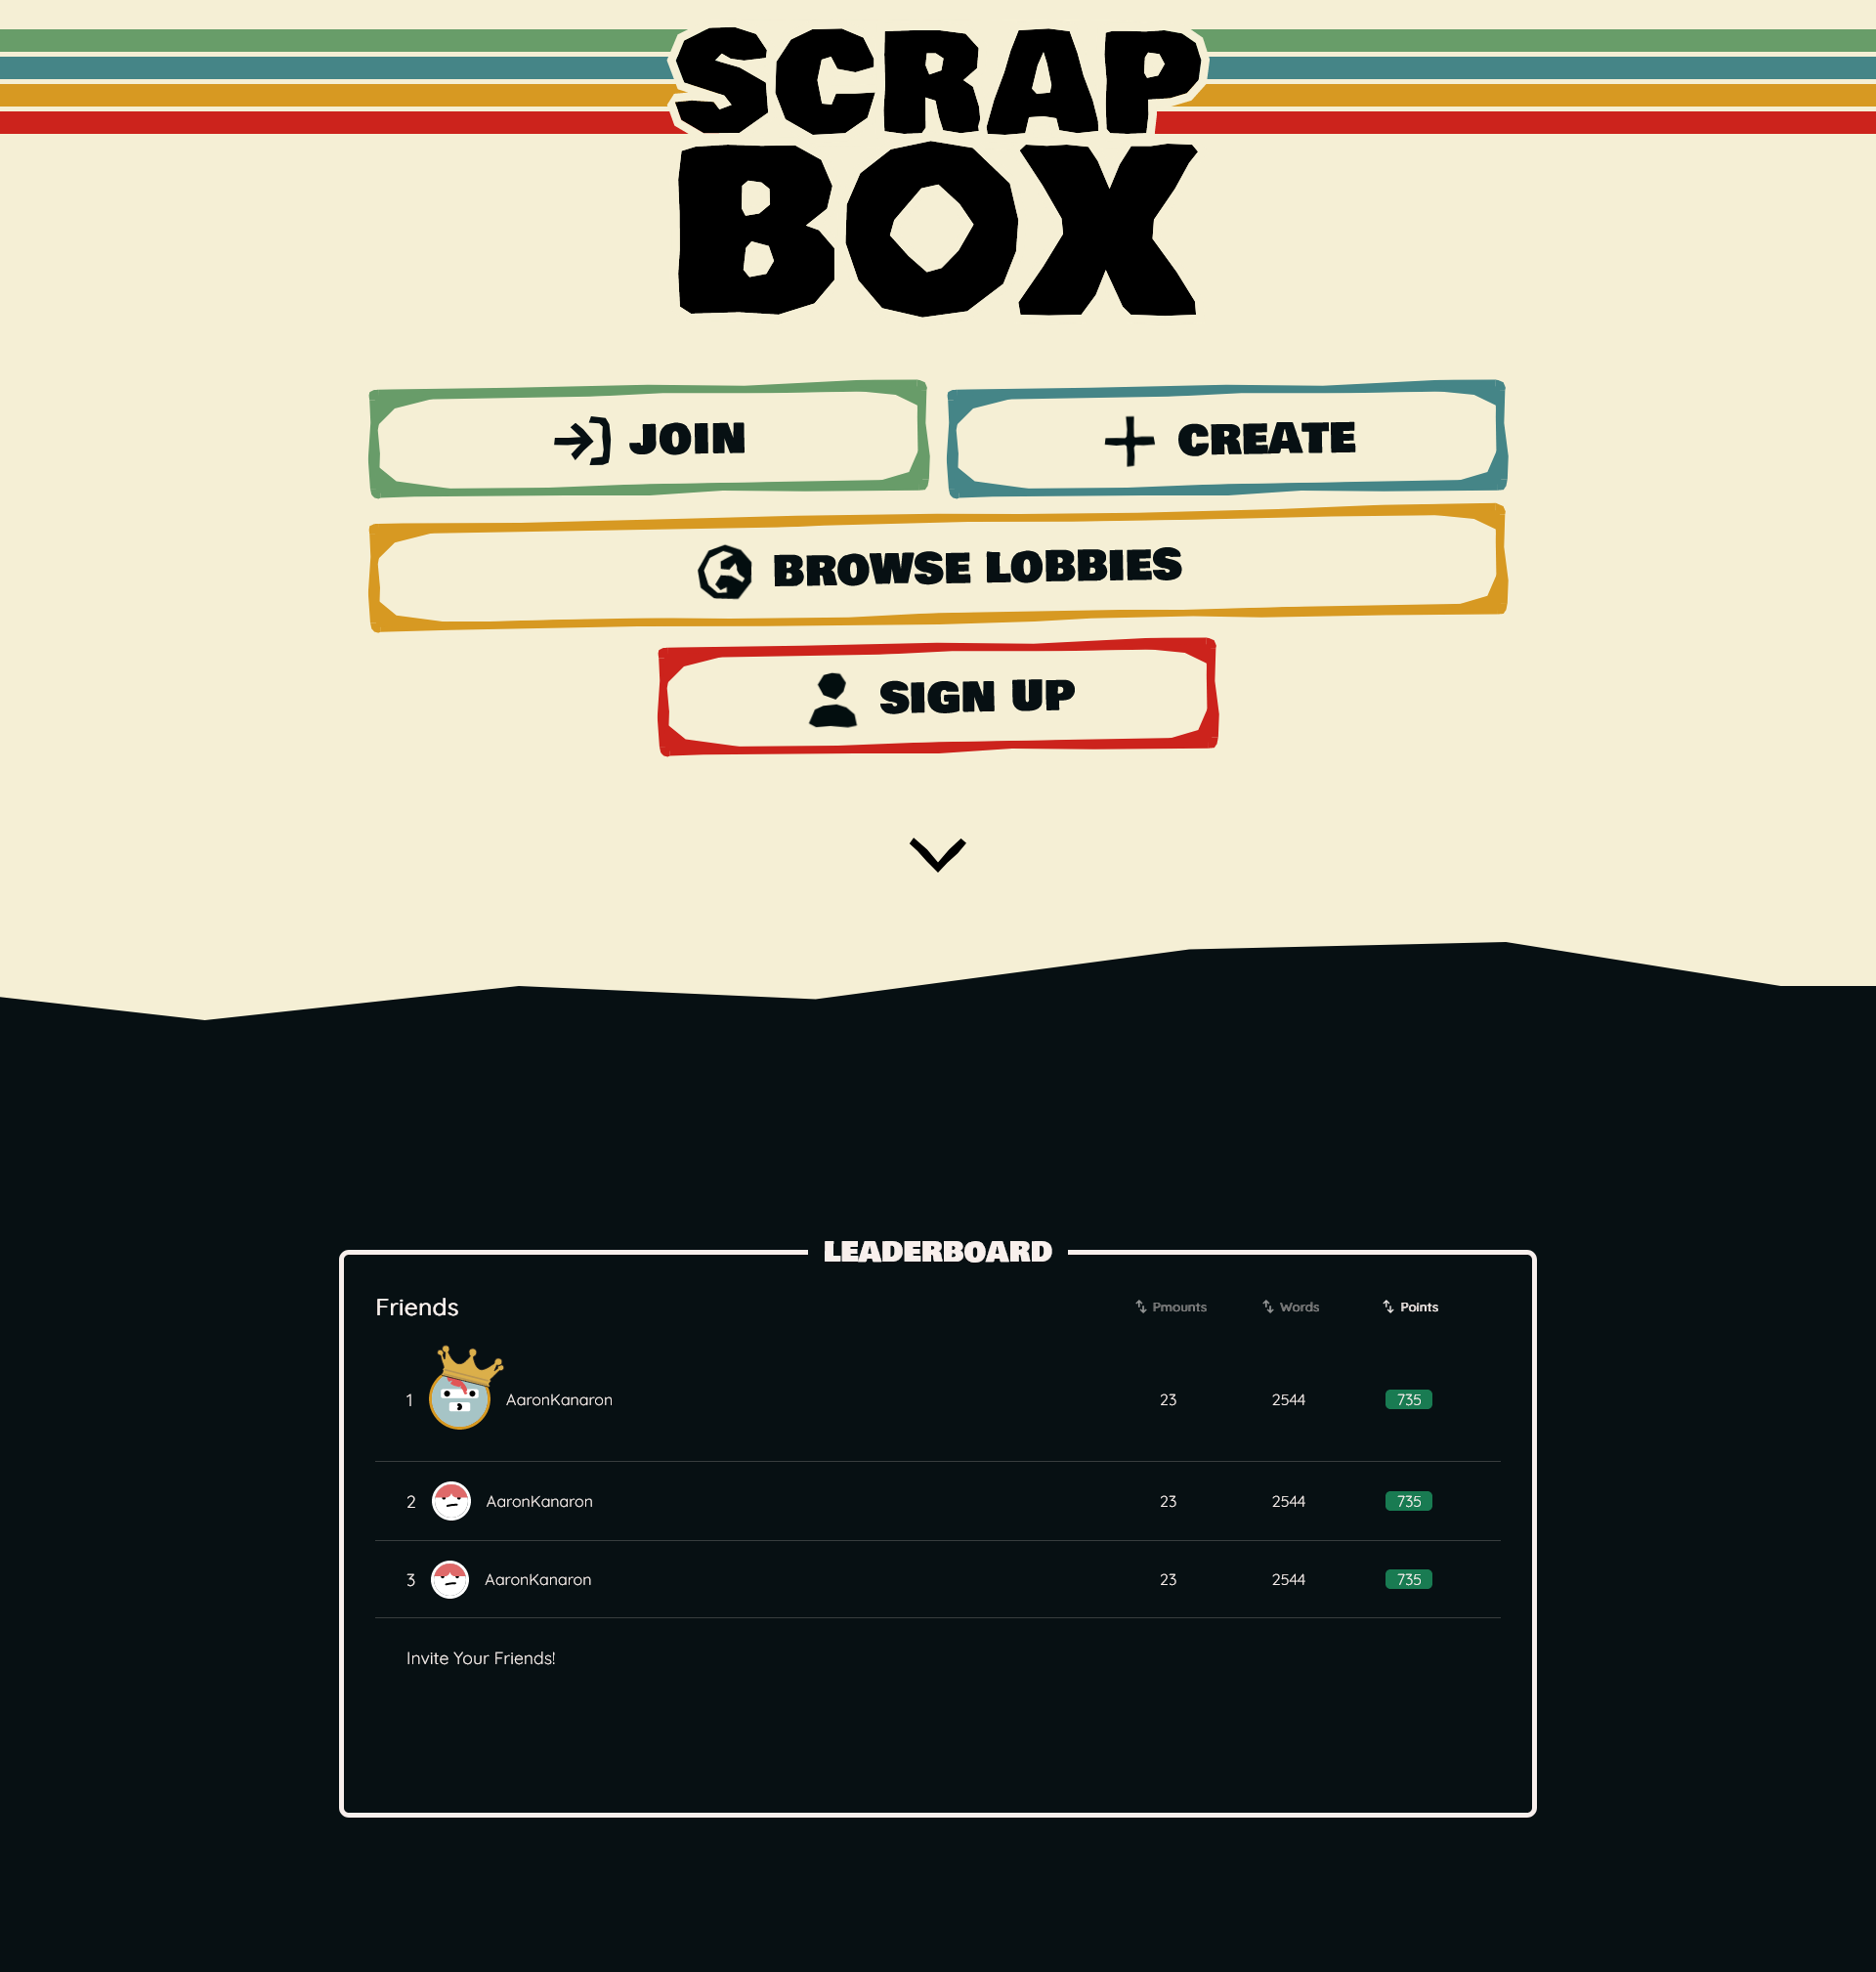 SCRAP
BOX
JOIN
CREATE
BROWSE LOBBIES
SIGN UP
LEADERBOARD
Friends Pmounts Words Points
1 AaronKanaron 23 2544 735
2 AaronKanaron 23 2544 735
3 AaronKanaron 23 2544 735
Invite Your Friends!